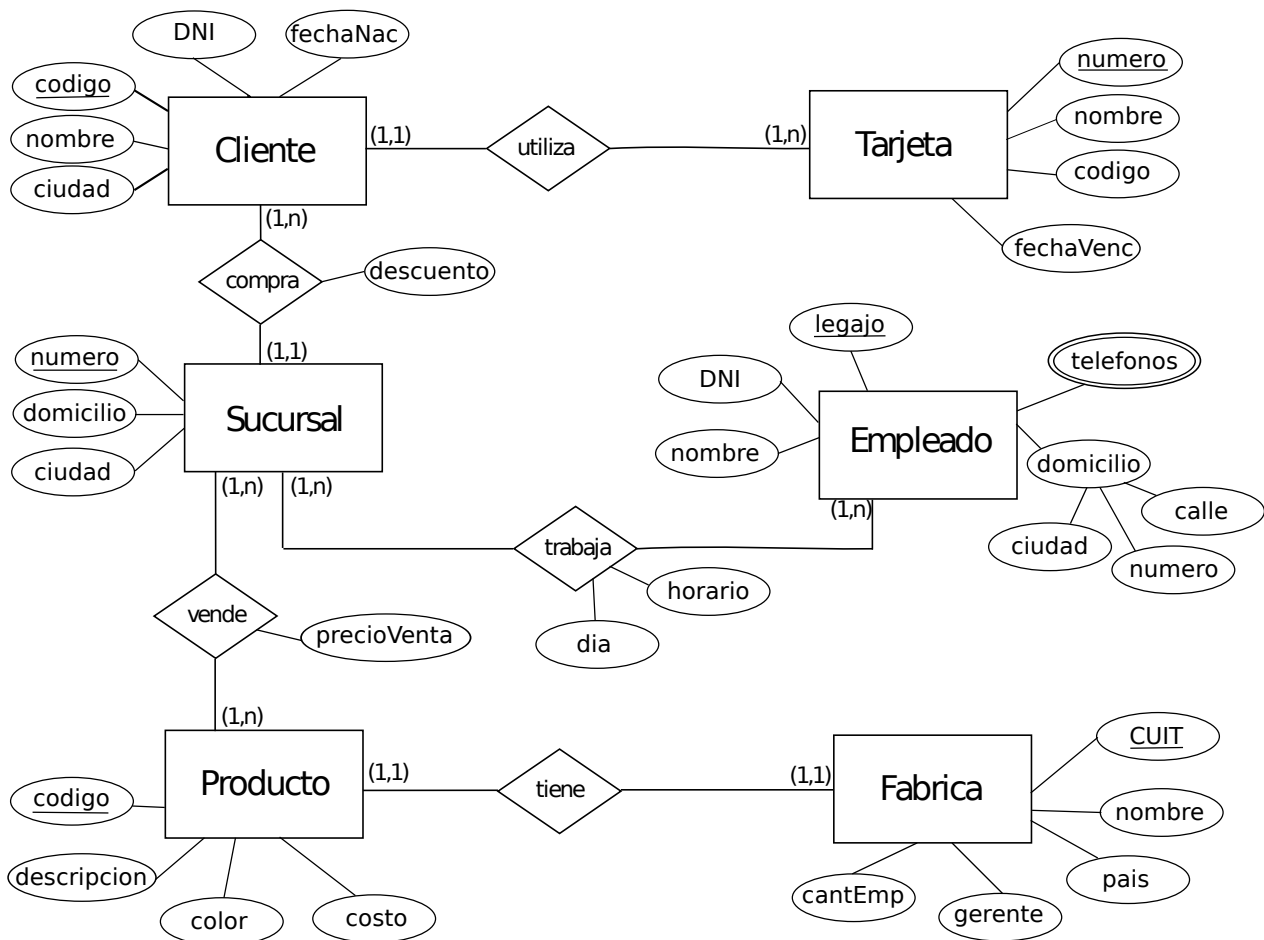 DNI
fechaNac
codigo
nombre
ciudad
Cliente
(1,1)
utiliza
(1,n)
Tarjeta
numero
nombre
codigo
fechaVenc
(1,n)
compra
descuento
(1,1)
numero
domicilio
ciudad
Sucursal
legajo
DNI
nombre
Empleado
telefonos
domicilio
calle
ciudad
numero
(1,n)
(1,n)
(1,n)
trabaja
horario
dia
vende
precioVenta
(1,n)
Producto
(1,1)
tiene
(1,1)
Fabrica
CUIT
nombre
pais
codigo
descripcion
color
costo
cantEmp
gerente